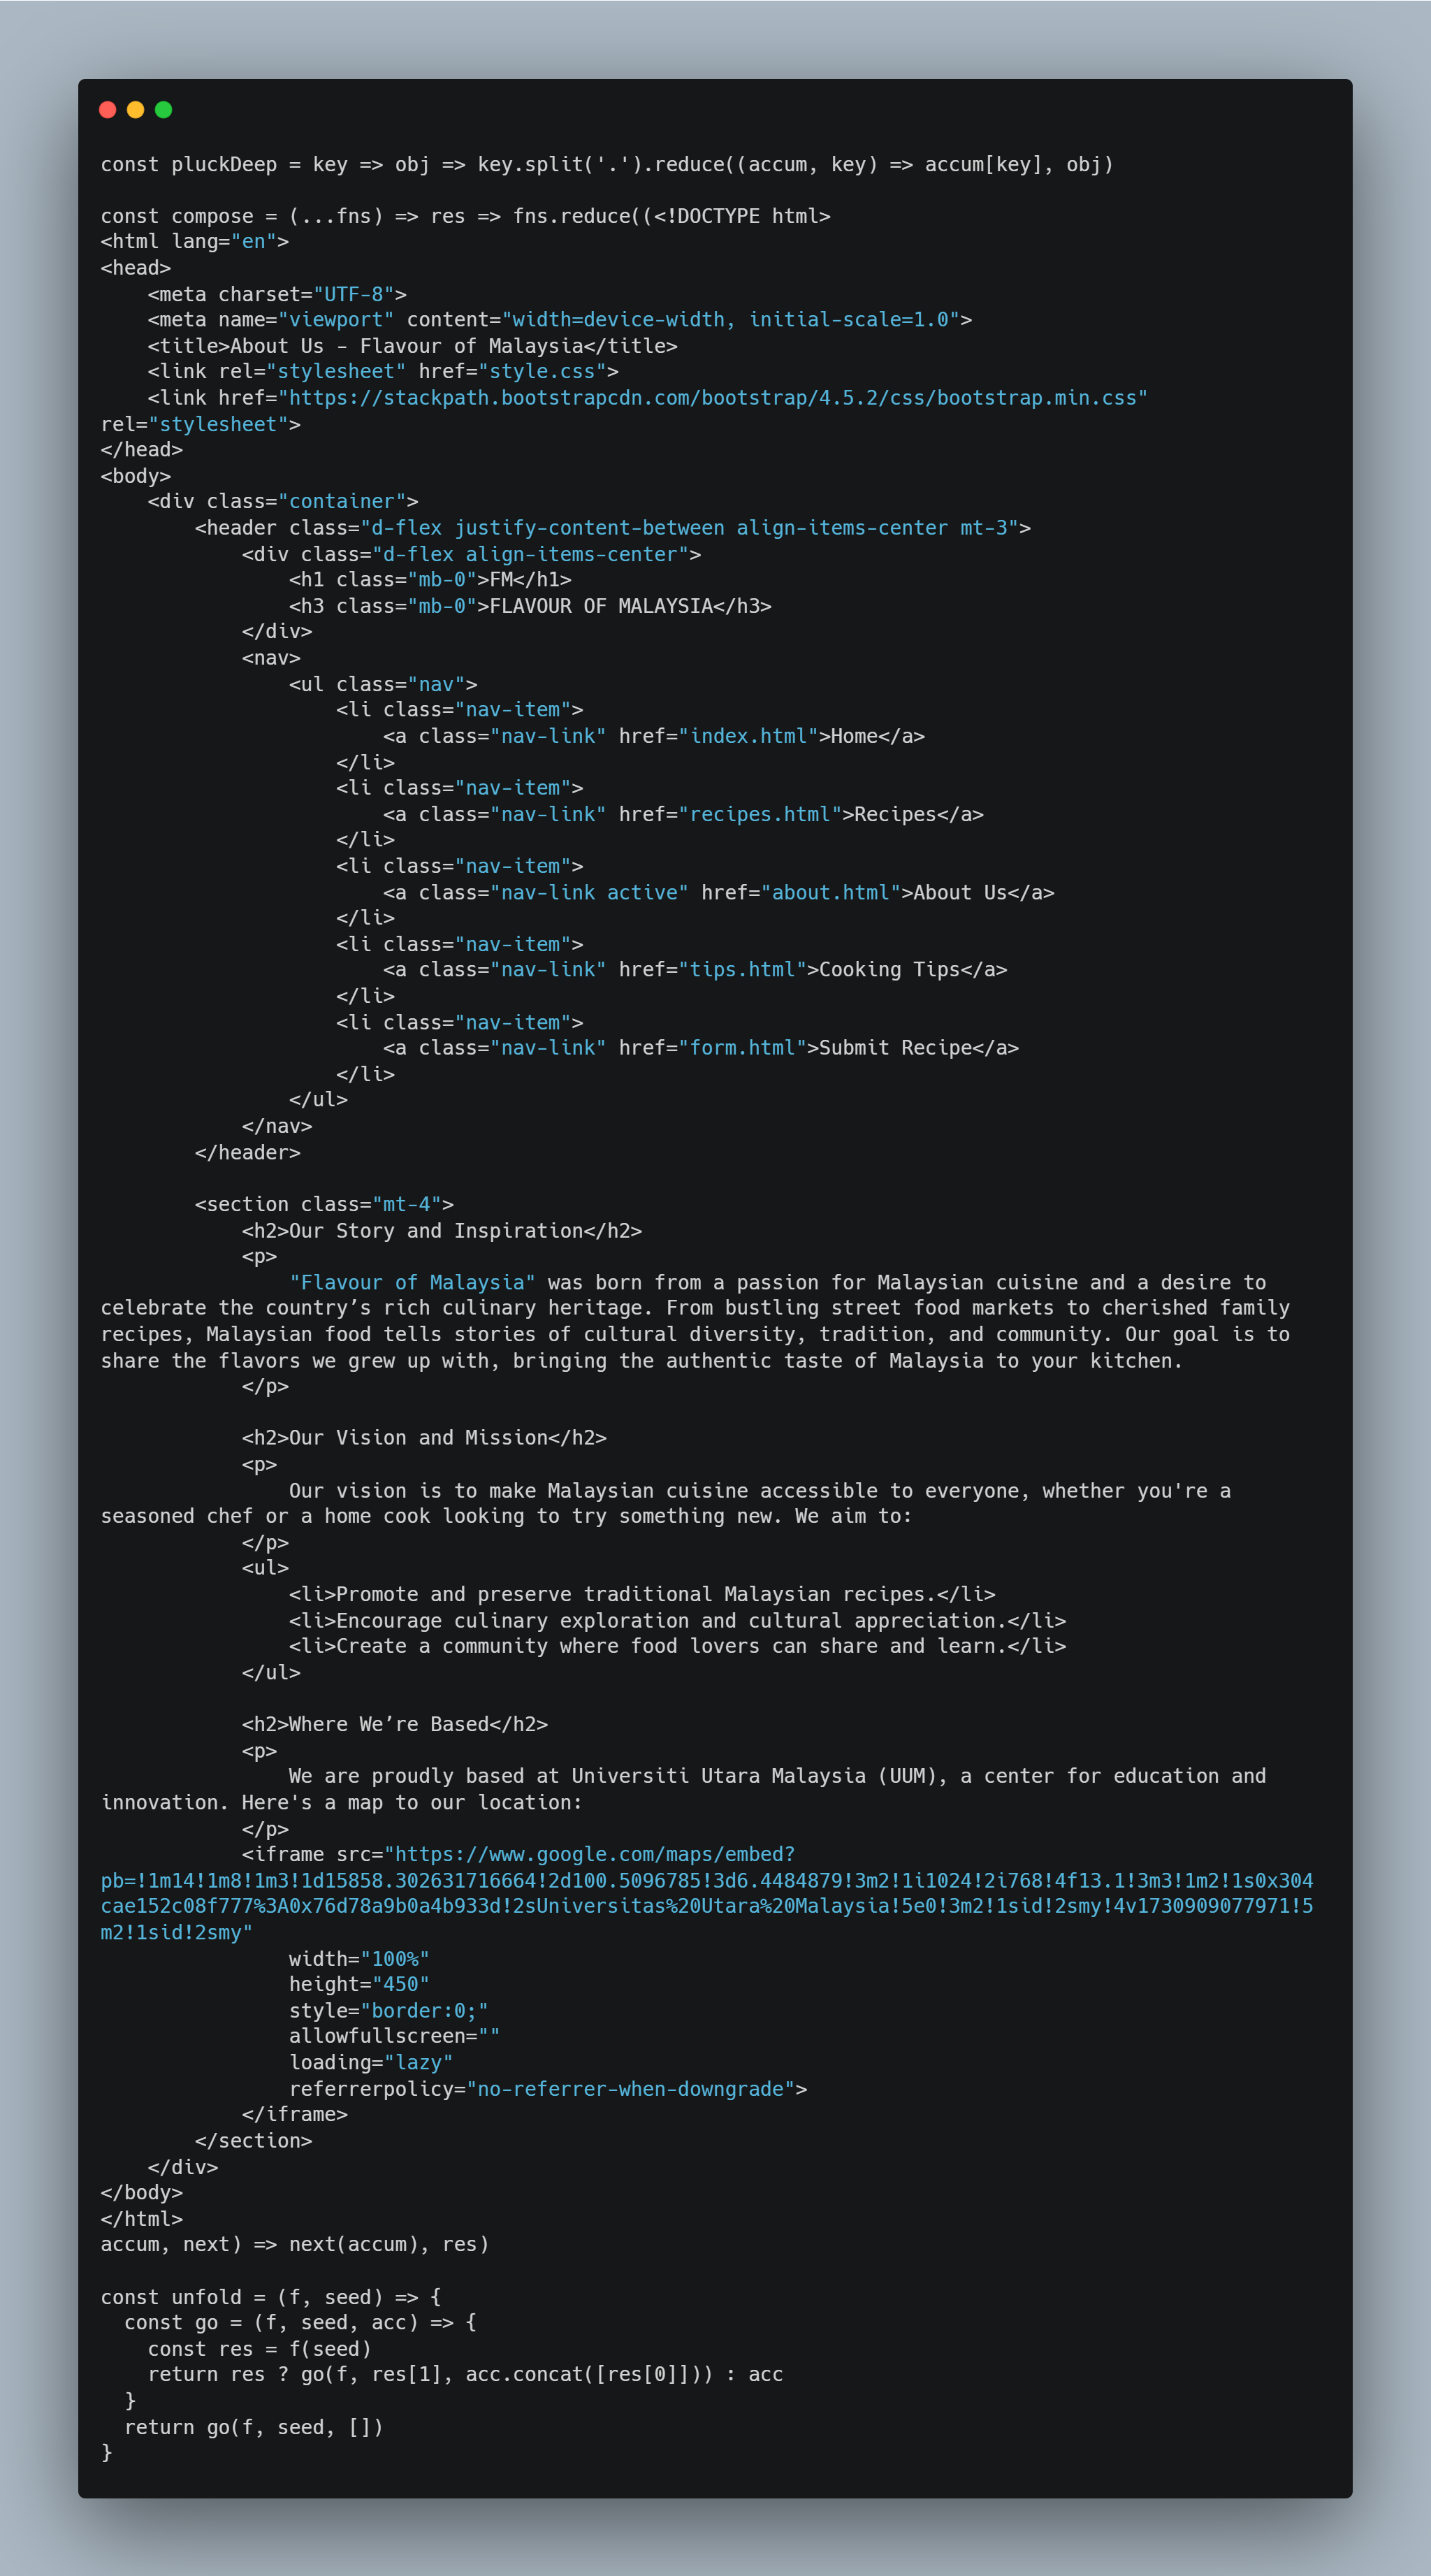 const pluckDeep = key => obj => key.split('.').reduce((accum, key) => accum[key], obj)

const compose = (...fns) => res => fns.reduce((<!DOCTYPE html>
<html lang="en">
<head>
    <meta charset="UTF-8">
    <meta name="viewport" content="width=device-width, initial-scale=1.0">
    <title>About Us - Flavour of Malaysia</title>
    <link rel="stylesheet" href="style.css">
    <link href="https://stackpath.bootstrapcdn.com/bootstrap/4.5.2/css/bootstrap.min.css"
rel="stylesheet">
</head>
<body>
    <div class="container">
        <header class="d-flex justify-content-between align-items-center mt-3">
            <div class="d-flex align-items-center">
                <h1 class="mb-0">FM</h1>
                <h3 class="mb-0">FLAVOUR OF MALAYSIA</h3>
            </div>
            <nav>
                <ul class="nav">
                    <li class="nav-item">
                        <a class="nav-link" href="index.html">Home</a>
                    </li>
                    <li class="nav-item">
                        <a class="nav-link" href="recipes.html">Recipes</a>
                    </li>
                    <li class="nav-item">
                        <a class="nav-link active" href="about.html">About Us</a>
                    </li>
                    <li class="nav-item">
                        <a class="nav-link" href="tips.html">Cooking Tips</a>
                    </li>
                    <li class="nav-item">
                        <a class="nav-link" href="form.html">Submit Recipe</a>
                    </li>
                </ul>
            </nav>
        </header>

        <section class="mt-4">
            <h2>Our Story and Inspiration</h2>
            <p>
                "Flavour of Malaysia" was born from a passion for Malaysian cuisine and a desire to
celebrate the country’s rich culinary heritage. From bustling street food markets to cherished family
recipes, Malaysian food tells stories of cultural diversity, tradition, and community. Our goal is to
share the flavors we grew up with, bringing the authentic taste of Malaysia to your kitchen.
            </p>

            <h2>Our Vision and Mission</h2>
            <p>
                Our vision is to make Malaysian cuisine accessible to everyone, whether you're a
seasoned chef or a home cook looking to try something new. We aim to:
            </p>
            <ul>
                <li>Promote and preserve traditional Malaysian recipes.</li>
                <li>Encourage culinary exploration and cultural appreciation.</li>
                <li>Create a community where food lovers can share and learn.</li>
            </ul>

            <h2>Where We’re Based</h2>
            <p>
                We are proudly based at Universiti Utara Malaysia (UUM), a center for education and
innovation. Here's a map to our location:
            </p>
            <iframe src="https://www.google.com/maps/embed?
pb=!1m14!1m8!1m3!1d15858.302631716664!2d100.5096785!3d6.4484879!3m2!1i1024!2i768!4f13.1!3m3!1m2!1s0x304
cae152c08f777%3A0x76d78a9b0a4b933d!2sUniversitas%20Utara%20Malaysia!5e0!3m2!1sid!2smy!4v1730909077971!5
m2!1sid!2smy"
                width="100%"
                height="450"
                style="border:0;"
                allowfullscreen=""
                loading="lazy"
                referrerpolicy="no-referrer-when-downgrade">
            </iframe>
        </section>
    </div>
</body>
</html>
accum, next) => next(accum), res)

const unfold = (f, seed) => {
  const go = (f, seed, acc) => {
    const res = f(seed)
    return res ? go(f, res[1], acc.concat([res[0]])) : acc
  }
  return go(f, seed, [])
}